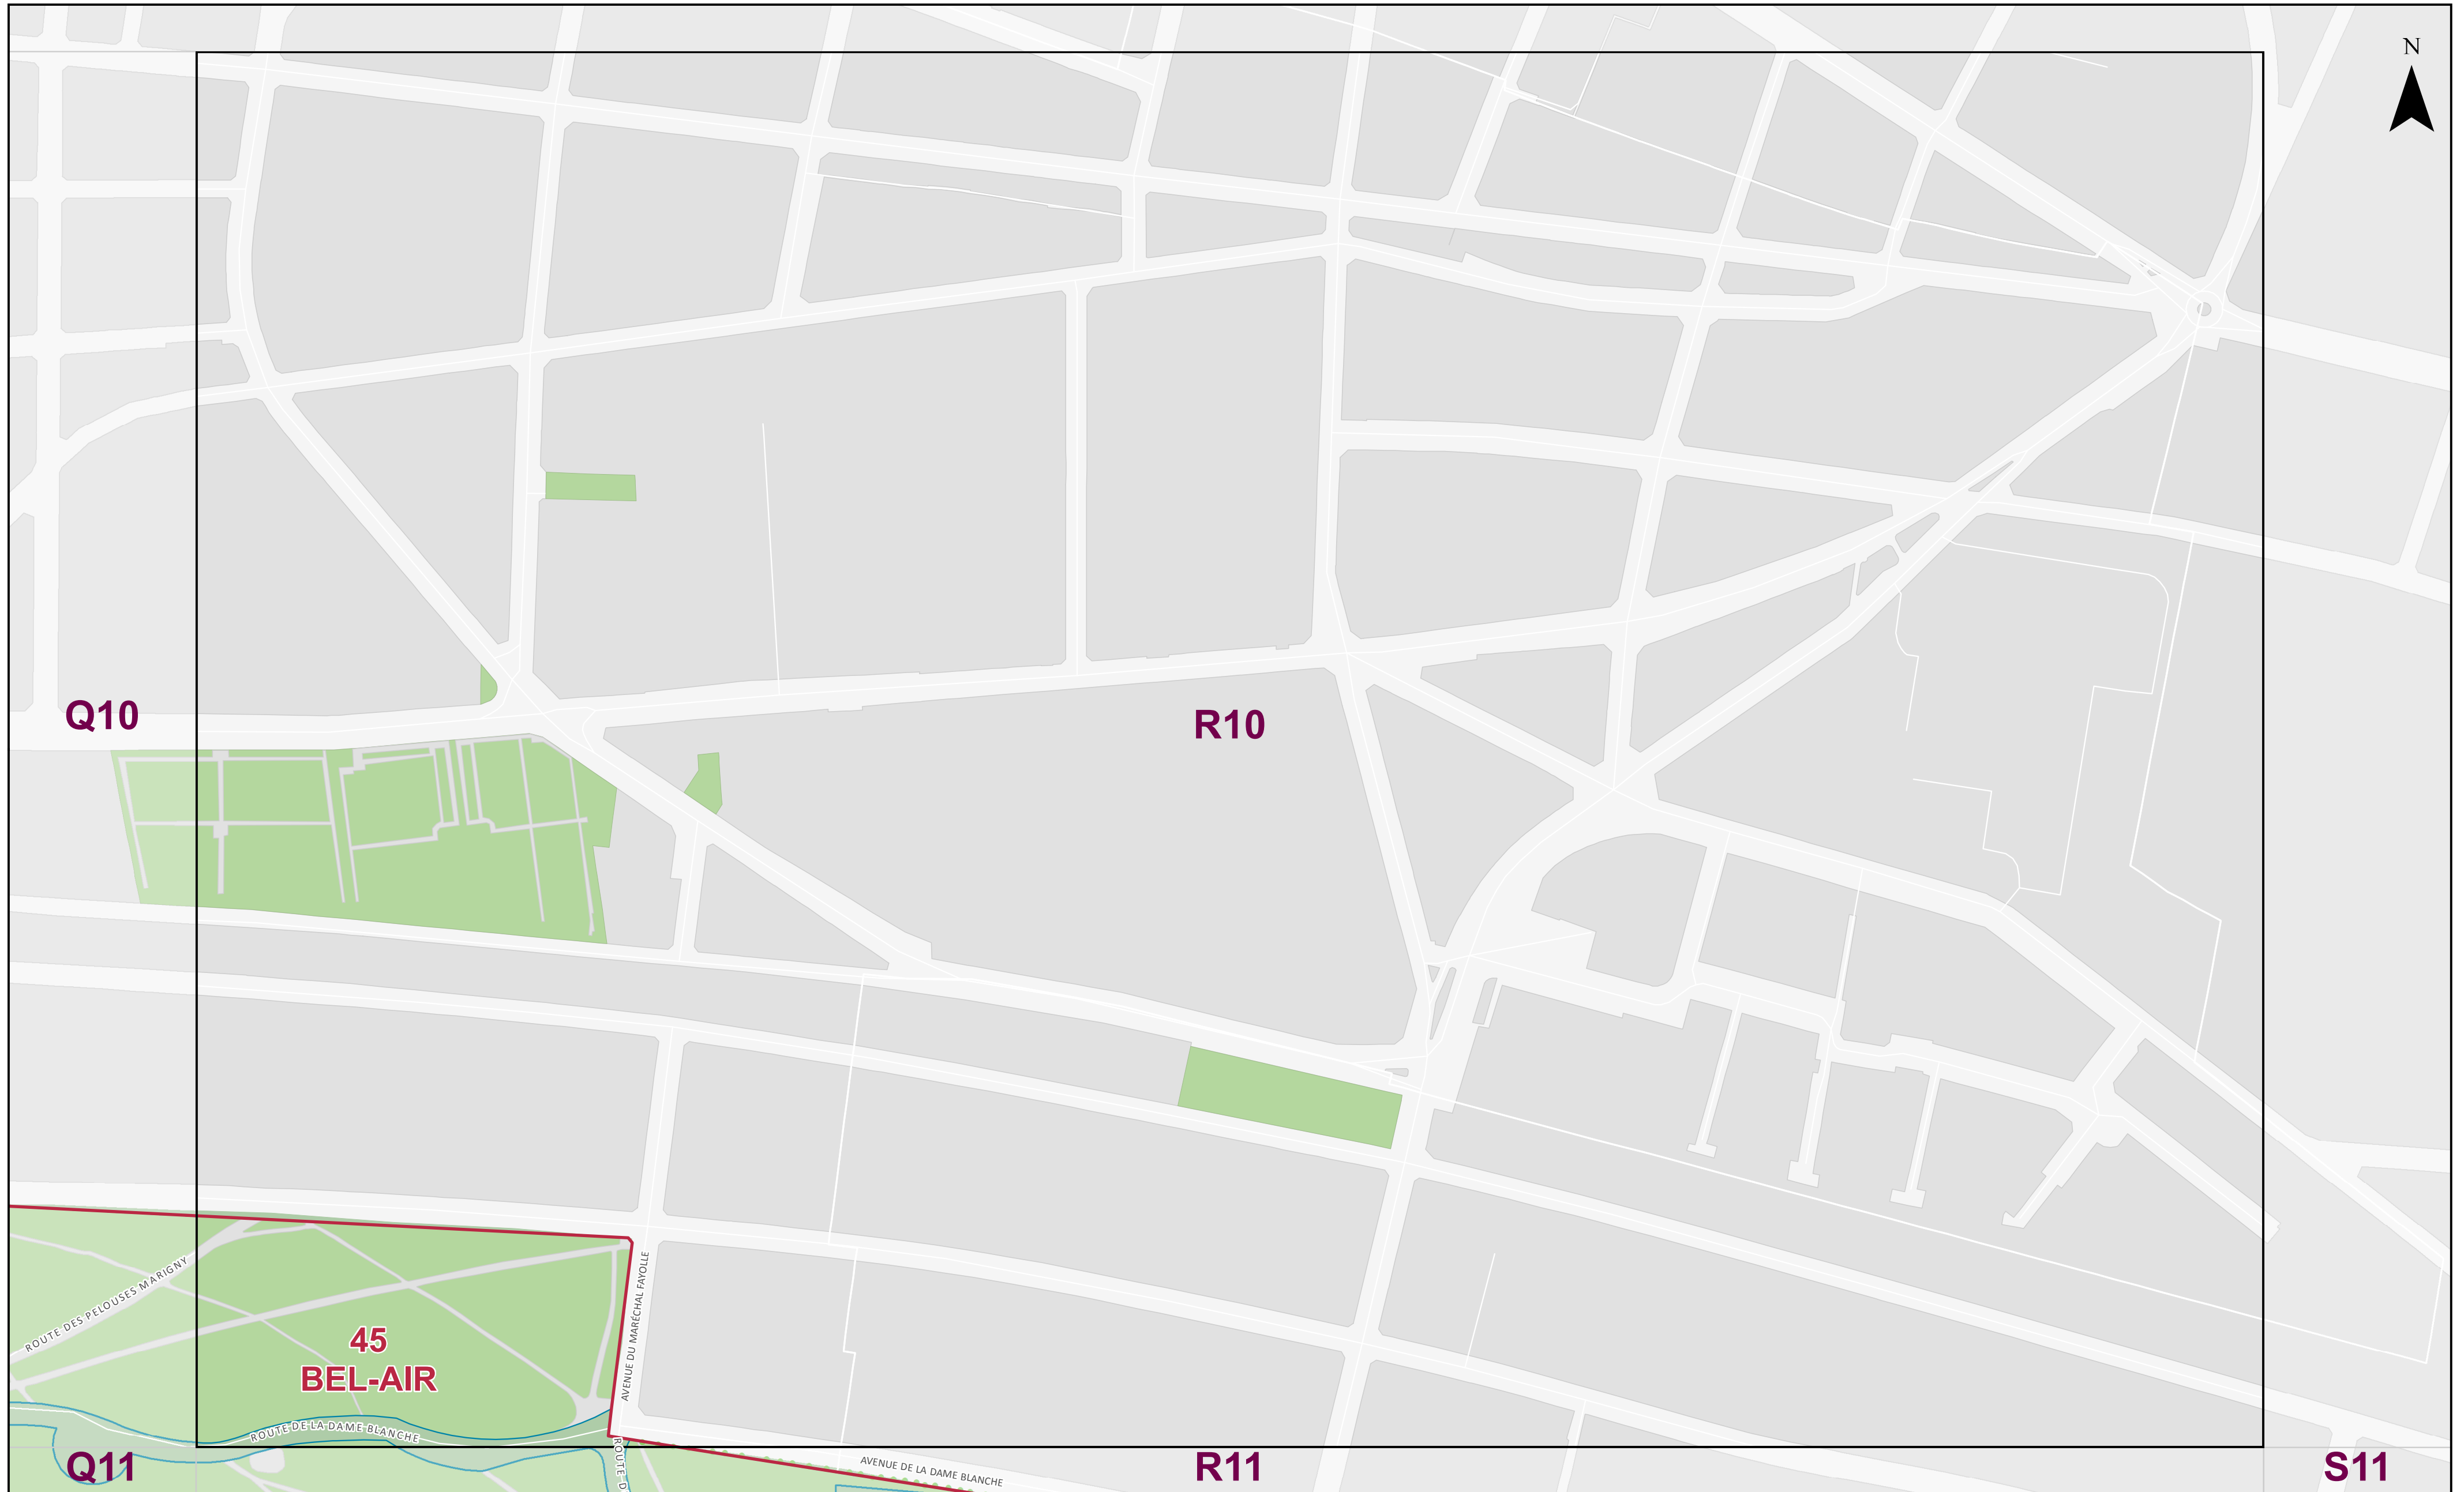 N
Q10
R10
ROUTE DES PELOUSES MARIGNY
AVENUE DU MARÉCHAL FAYOLLE
45
BEL-AIR
ROUTE DE LA DAME BLANCHE
Q11
ROUTE D
AVENUE DE LA DAME BLANCHE
R11
S11